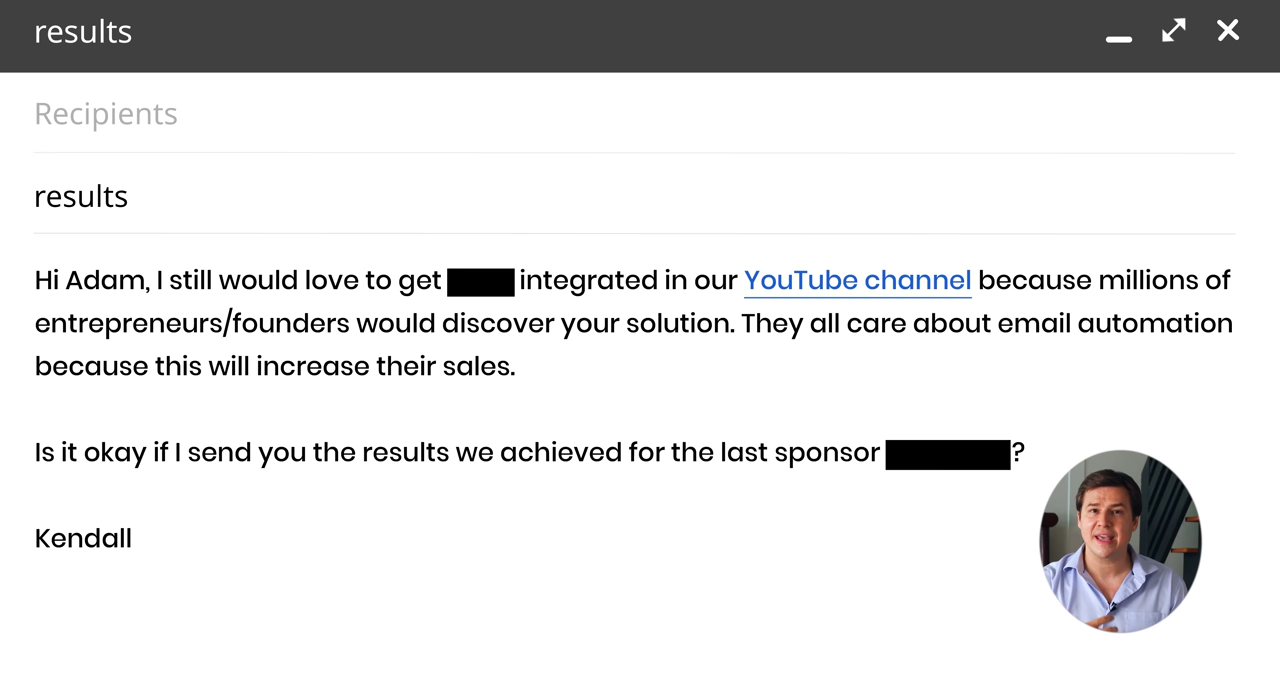 results
Recipients
results
Hi Adam, I still would love to get integrated in our YouTube channel because millions of
entrepreneurs/founders would discover your solution. They all care about email automation
because this will increase their sales.
Is it okay if I send you the results we achieved for the last sponsor ?
Kendall